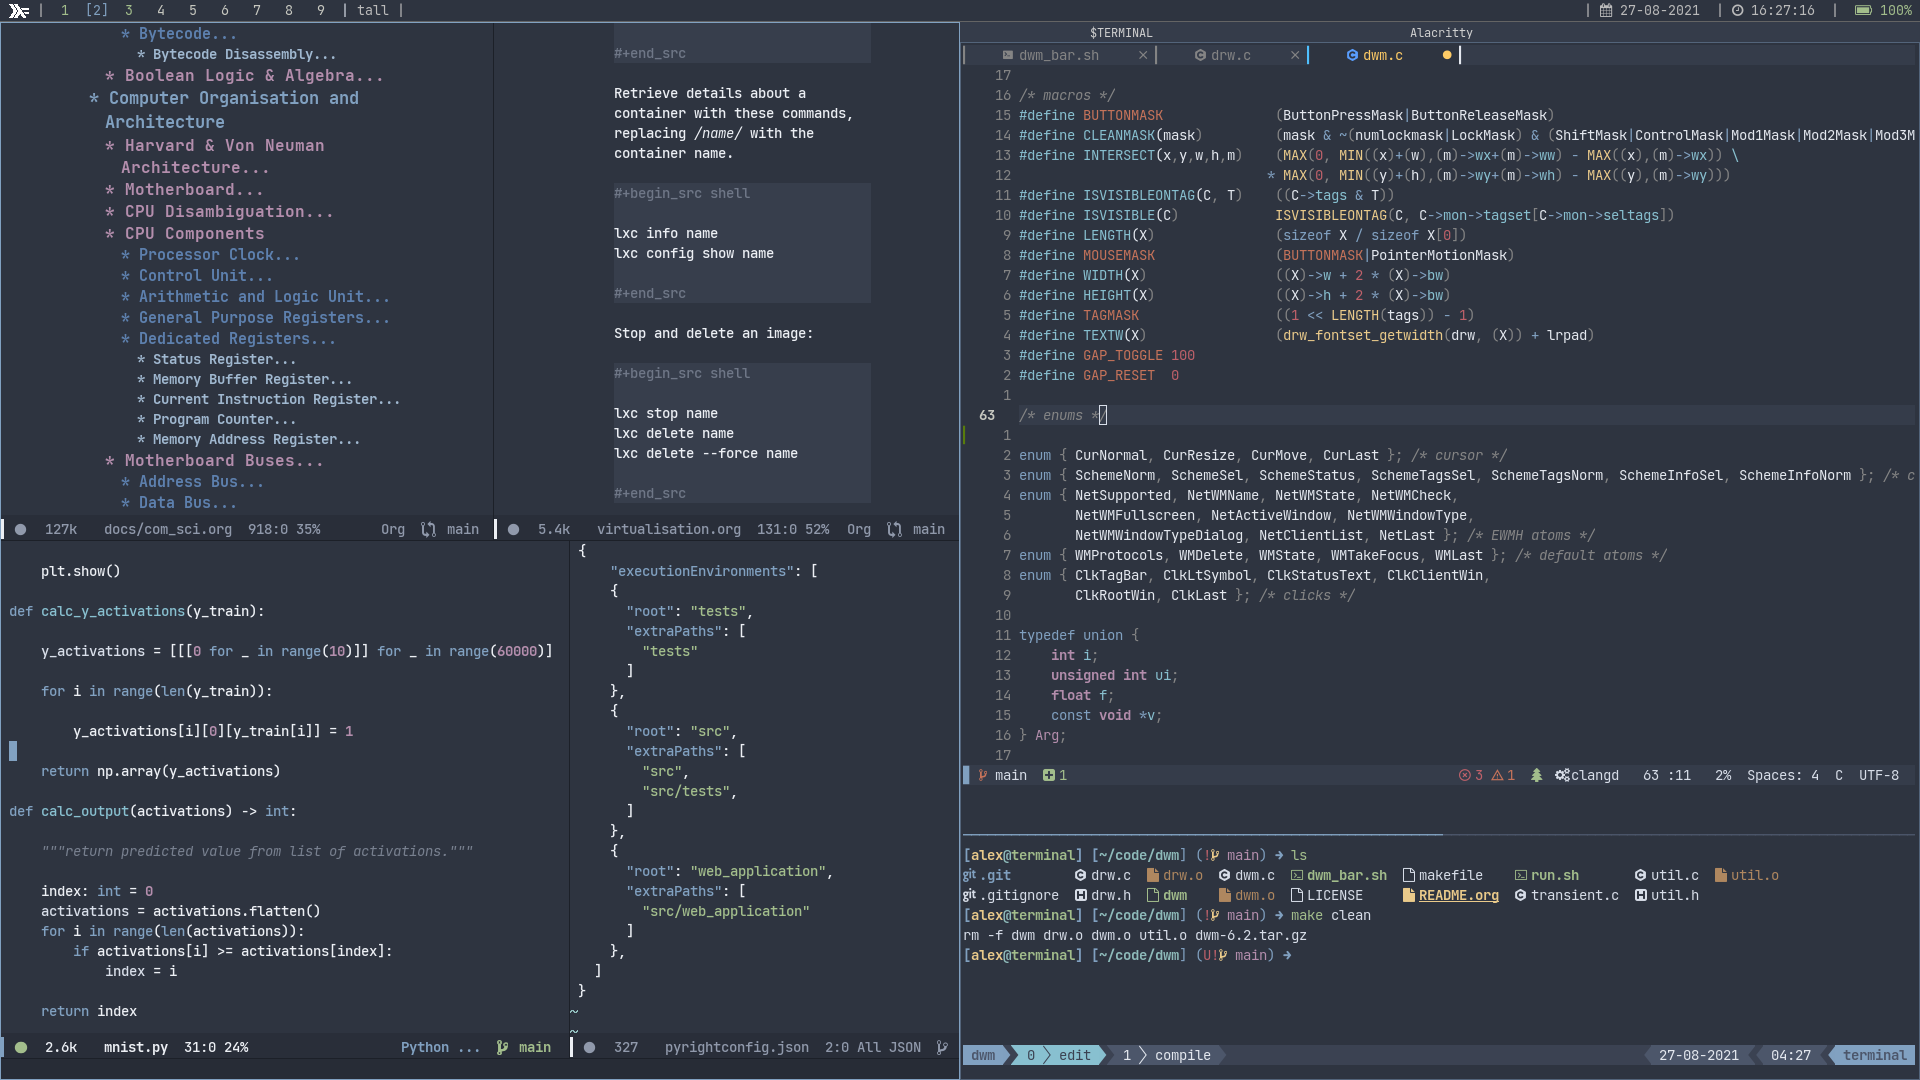 | 1 [2] 3 4 5 6 7 8 9 | tall |
| 27-08-2021 | 16:27:16 | 100%
* Bytecode...
* Bytecode Disassembly...
* Boolean Logic & Algebra...
* Computer Organisation and
Architecture
* Harvard & Von Neuman
Architecture...
* Motherboard...
* CPU Disambiguation...
* CPU Components
* Processor Clock...
* Control Unit...
* Arithmetic and Logic Unit...
* General Purpose Registers...
* Dedicated Registers...
* Status Register...
* Memory Buffer Register...
* Current Instruction Register...
* Program Counter...
* Memory Address Register...
* Motherboard Buses...
* Address Bus...
* Data Bus...
127k docs/com_sci.org 918:0 35% Org main
#+end_src
Retrieve details about a
container with these commands,
replacing /name/ with the
container name.
#+begin_src shell
lxc info name
lxc config show name
#+end_src
Stop and delete an image:
#+begin_src shell
lxc stop name
lxc delete name
lxc delete --force name
#+end_src
5.4k virtualisation.org 131:0 52% Org main
plt.show()
def calc_y_activations(y_train):
y_activations = [[[0 for _ in range(10)]] for _ in range(60000)]
for i in range(len(y_train)):
y_activations[i][0][y_train[i]] = 1
return np.array(y_activations)
def calc_output(activations) -> int:
"""return predicted value from list of activations."""
index: int = 0
activations = activations.flatten()
for i in range(len(activations)):
if activations[i] >= activations[index]:
index = i
return index
2.6k mnist.py 31:0 24% Python ... main
{
"executionEnvironments": [
{
"root": "tests",
"extraPaths": [
"tests"
]
},
{
"root": "src",
"extraPaths": [
"src",
"src/tests",
]
},
{
"root": "web_application",
"extraPaths": [
"src/web_application"
]
},
]
}
~
~
327 pyrightconfig.json 2:0 All JSON
$TERMINAL Alacritty
dwm_bar.sh × drw.c × dwm.c
17
16 /* macros */
15 #define BUTTONMASK (ButtonPressMask|ButtonReleaseMask)
14 #define CLEANMASK(mask) (mask & ~(numlockmask|LockMask) & (ShiftMask|ControlMask|Mod1Mask|Mod2Mask|Mod3M
13 #define INTERSECT(x,y,w,h,m) (MAX(0, MIN((x)+(w),(m)->wx+(m)->ww) - MAX((x),(m)->wx)) \
12 * MAX(0, MIN((y)+(h),(m)->wy+(m)->wh) - MAX((y),(m)->wy)))
11 #define ISVISIBLEONTAG(C, T) ((C->tags & T))
10 #define ISVISIBLE(C) ISVISIBLEONTAG(C, C->mon->tagset[C->mon->seltags])
9 #define LENGTH(X) (sizeof X / sizeof X[0])
8 #define MOUSEMASK (BUTTONMASK|PointerMotionMask)
7 #define WIDTH(X) ((X)->w + 2 * (X)->bw)
6 #define HEIGHT(X) ((X)->h + 2 * (X)->bw)
5 #define TAGMASK ((1 << LENGTH(tags)) - 1)
4 #define TEXTW(X) (drw_fontset_getwidth(drw, (X)) + lrpad)
3 #define GAP_TOGGLE 100
2 #define GAP_RESET 0
1
63 /* enums */
1
2 enum { CurNormal, CurResize, CurMove, CurLast }; /* cursor */
3 enum { SchemeNorm, SchemeSel, SchemeStatus, SchemeTagsSel, SchemeTagsNorm, SchemeInfoSel, SchemeInfoNorm }; /* c
4 enum { NetSupported, NetWMName, NetWMState, NetWMCheck,
5 NetWMFullscreen, NetActiveWindow, NetWMWindowType,
6 NetWMWindowTypeDialog, NetClientList, NetLast }; /* EWMH atoms */
7 enum { WMProtocols, WMDelete, WMState, WMTakeFocus, WMLast }; /* default atoms */
8 enum { ClkTagBar, ClkLtSymbol, ClkStatusText, ClkClientWin,
9 ClkRootWin, ClkLast }; /* clicks */
10
11 typedef union {
12 int i;
13 unsigned int ui;
14 float f;
15 const void *v;
16 } Arg;
17
main 1 3 1 clangd 63 :11 2% Spaces: 4 C UTF-8
[alex@terminal] [~/code/dwm] (! main) → ls
git .git drw.c drw.o dwm.c dwm_bar.sh makefile run.sh util.c util.o
git .gitignore drw.h dwm dwm.o LICENSE README.org transient.c util.h
[alex@terminal] [~/code/dwm] (! main) → make clean
rm -f dwm drw.o dwm.o util.o dwm-6.2.tar.gz
[alex@terminal] [~/code/dwm] (U! main) →
dwm 0 edit 1 compile 27-08-2021 04:27 terminal